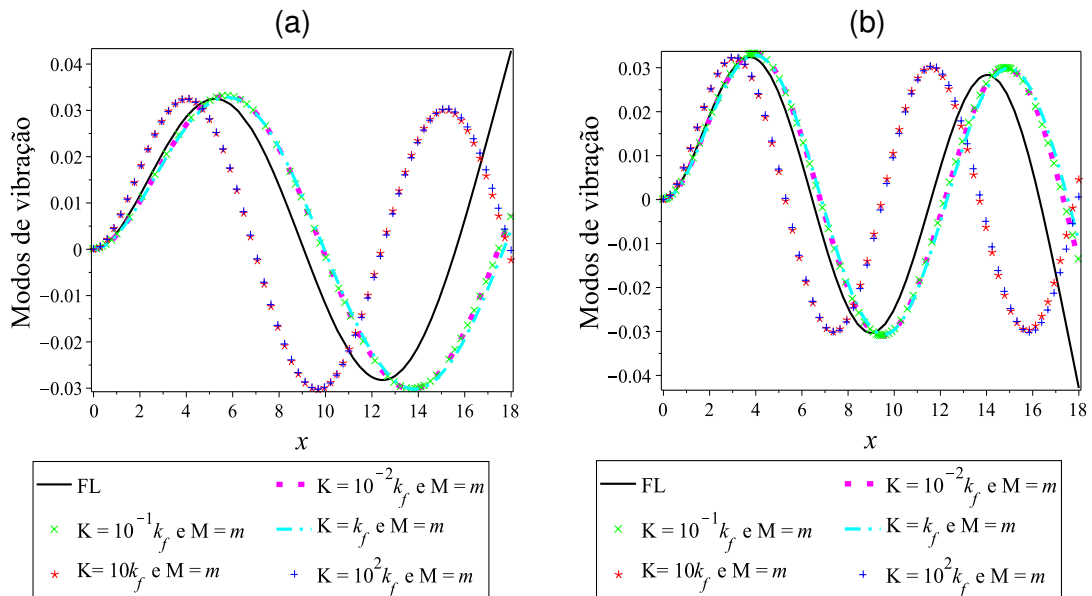 (a)
Modos de vibração
0.04
0.03
0.02
0.01
0
−0.01
−0.02
−0.03
0 2 4 6 8 10 12 14 16 18
x
FL
K = 10^{-2} k_f e M = m
K = 10^{-1} k_f e M = m
K = k_f e M = m
K= 10k_f e M = m
K = 10^2 k_f e M = m
(b)
Modos de vibração
0.03
0.02
0.01
0
−0.01
−0.02
−0.03
−0.04
0 2 4 6 8 10 12 14 16 18
x
FL
K = 10^{-2} k_f e M = m
K = 10^{-1} k_f e M = m
K = k_f e M = m
K= 10k_f e M = m
K = 10^2 k_f e M = m